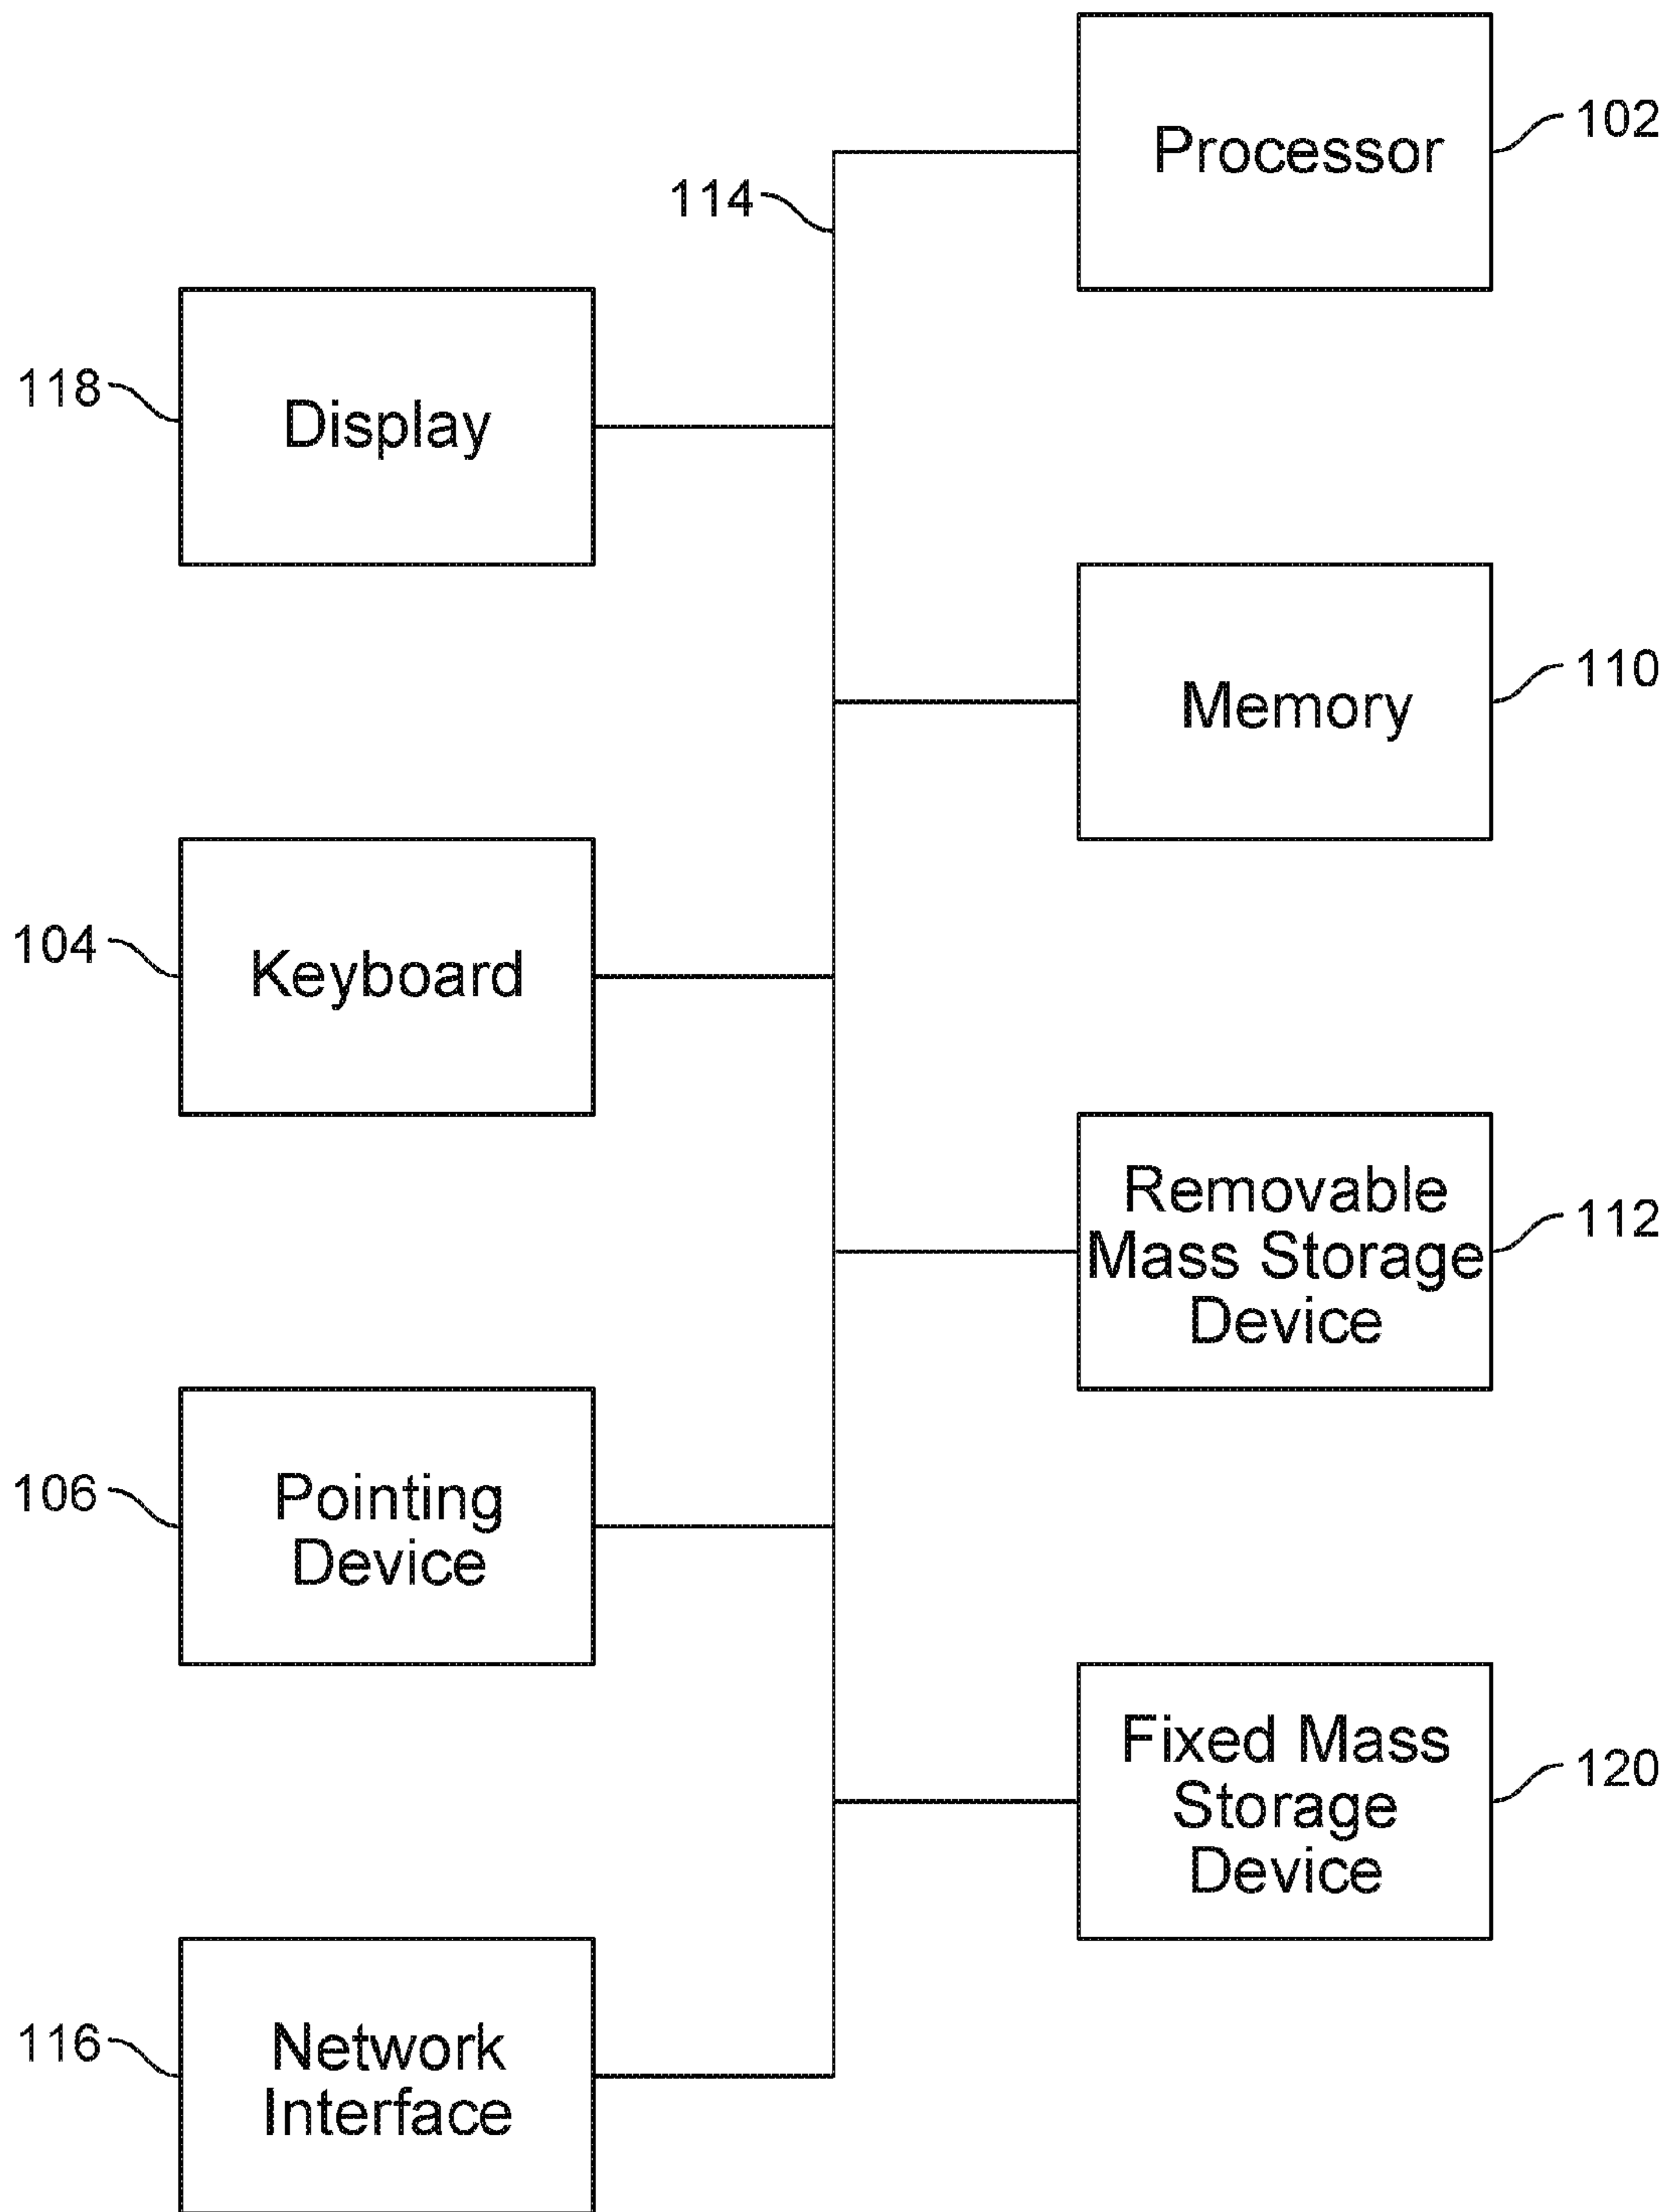 Processor
102
114
118
Display
Memory
110
104
Keyboard
Removable
Mass Storage
Device
112
106
Pointing
Device
Fixed Mass
Storage
Device
120
116
Network
Interface